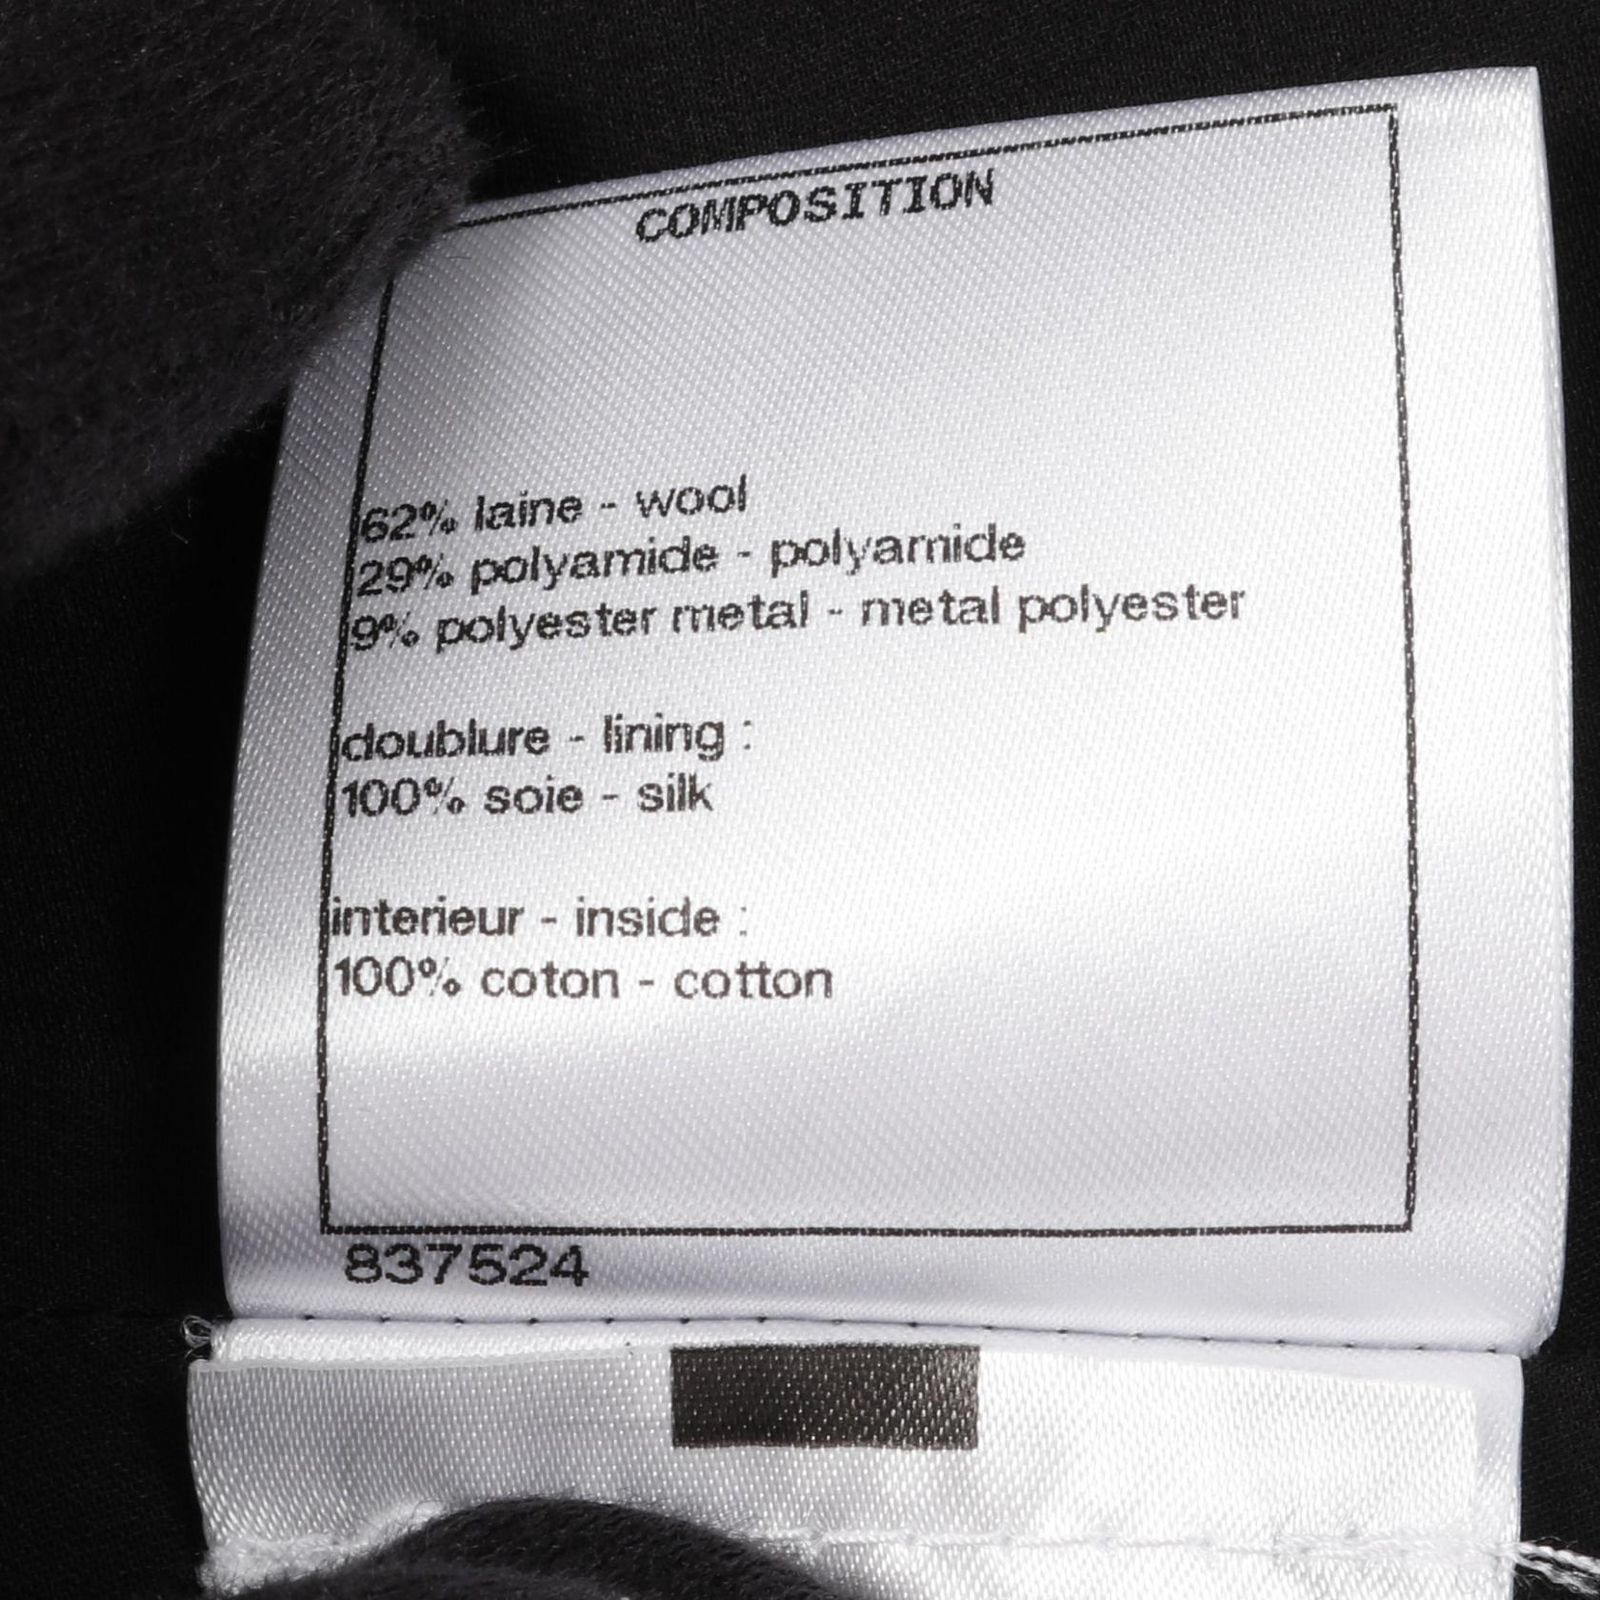 COMPOSITION
62% laine - wool
29% polyamide - polyamide
9% polyester metal - metal polyester
doublure - lining :
100% soie - silk
interieur - inside :
100% coton - cotton
837524